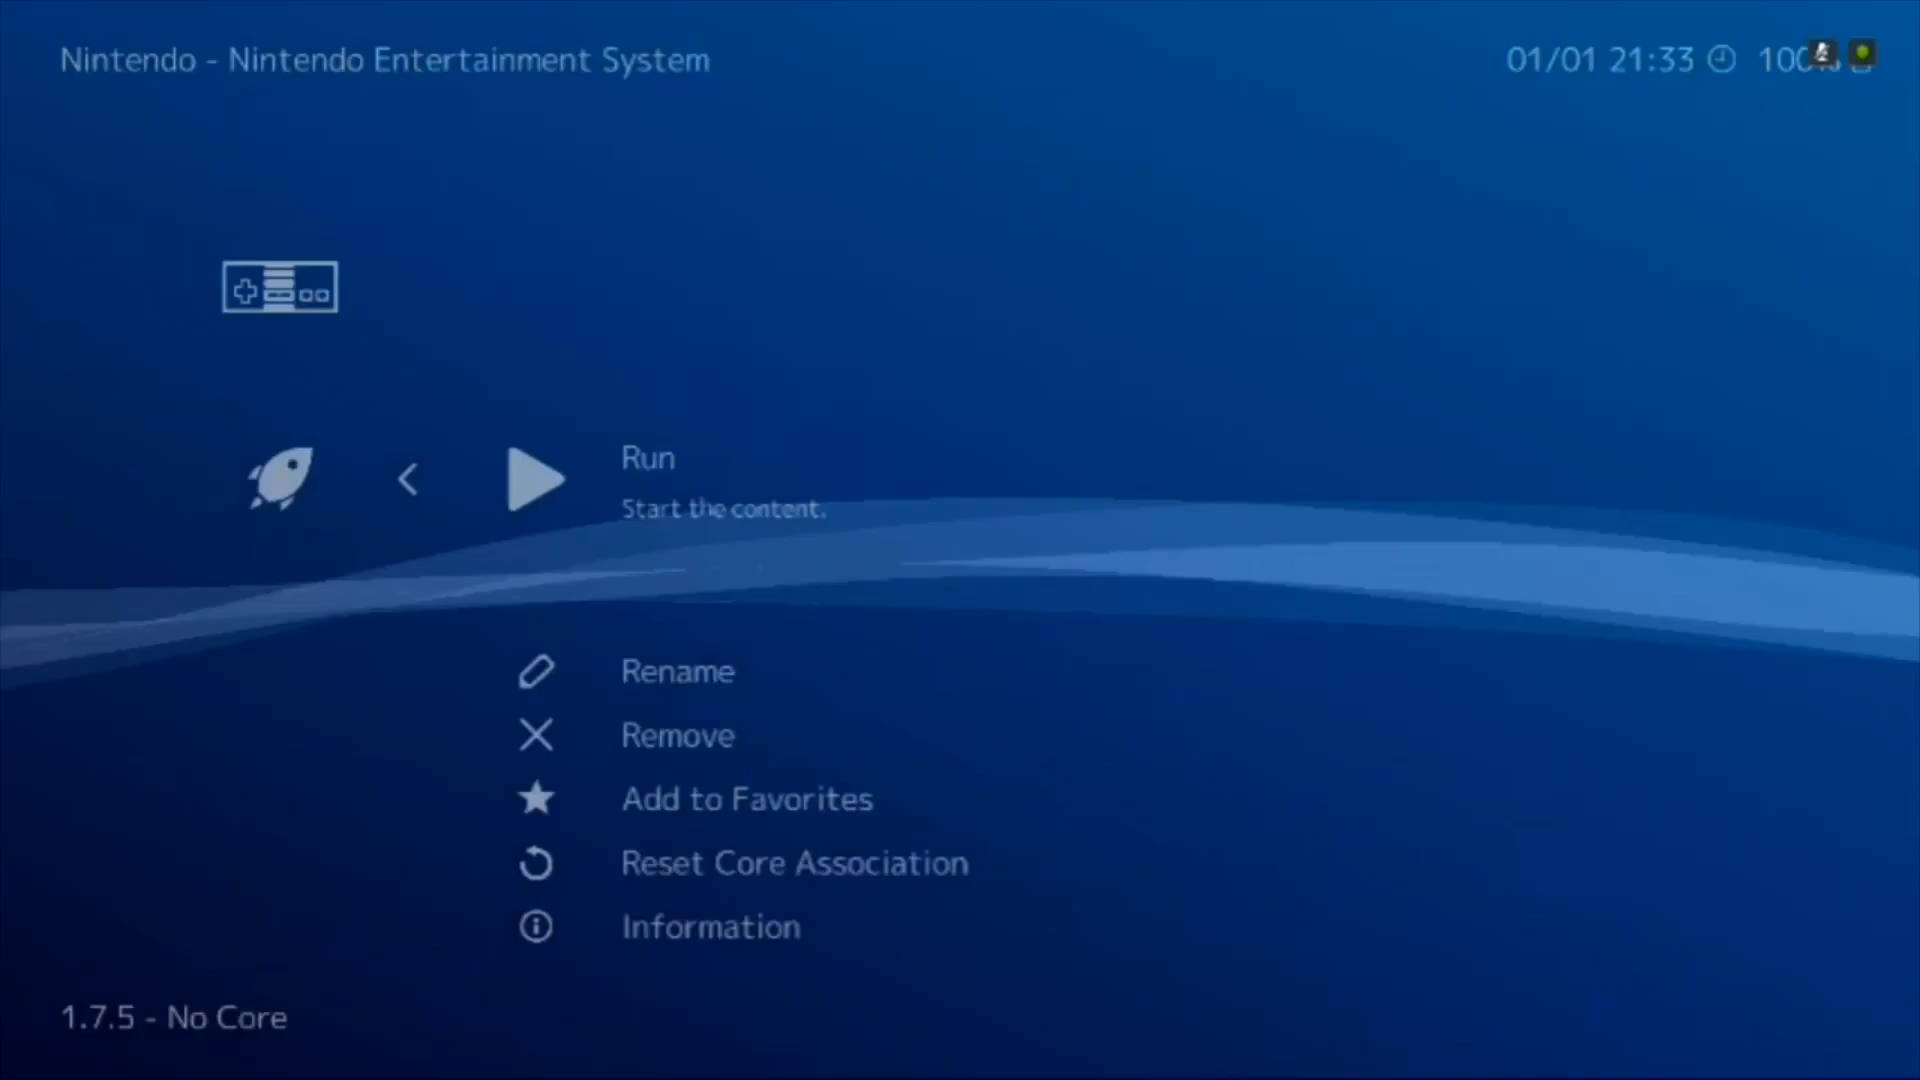 Nintendo - Nintendo Entertainment System
01/01 21:33
Run
Start the content.
Rename
Remove
Add to Favorites
Reset Core Association
Information
1.7.5 - No Core